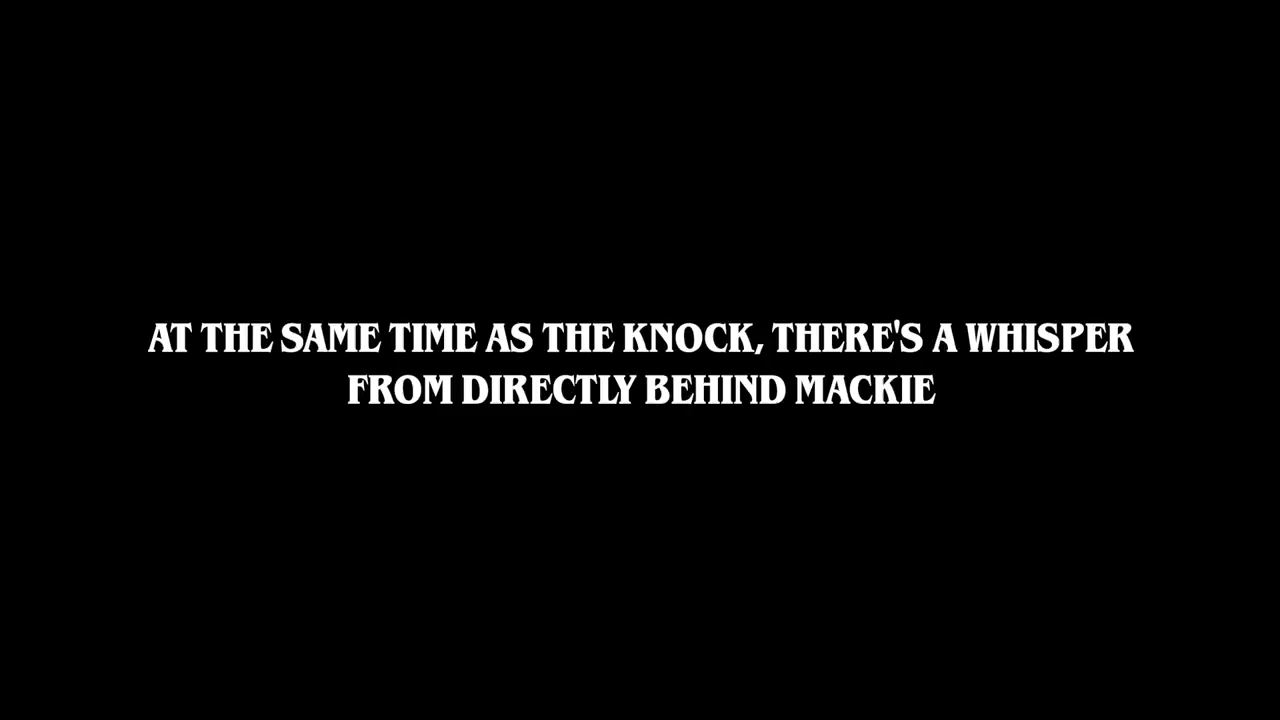 AT THE SAME TIME AS THE KNOCK, THERE'S A WHISPER
FROM DIRECTLY BEHIND MACKIE